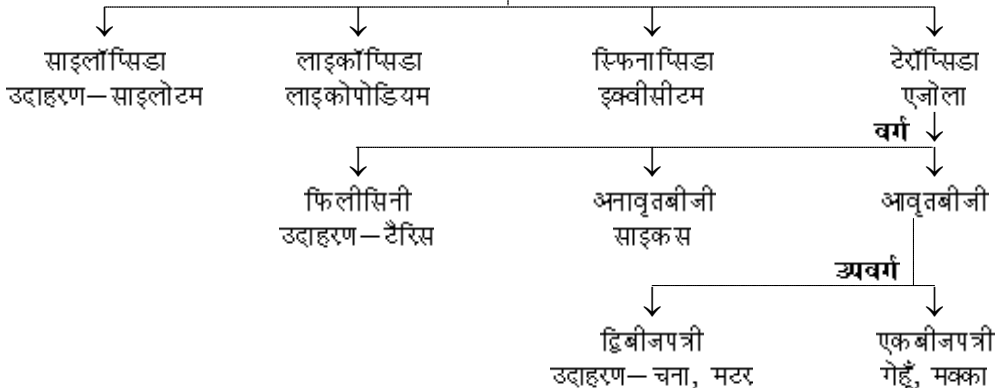 साइलॉप्सिडा लाइकॉप्सिडा स्फिनाप्सिडा टेरॉप्सिडा
उदाहरण—साइलोटम लाइकोपोडियम इक्वीसीटम एजोला
वर्ग
फिलीसिनी अनावृतबीजी आवृतबीजी
उदाहरण—टैरिस साइकस
उपवर्ग
द्विबीजपत्री एकबीजपत्री
उदाहरण—चना, मटर गेहूँ, मक्का